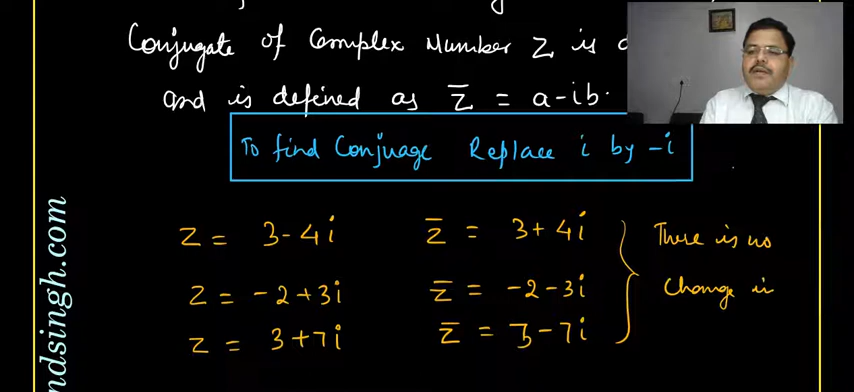 Conjugate of Complex Number z is
and is defined as z̄ = a-ib.
To find Conjuage Replace i by -i
z = 3-4i z̄ = 3+4i
z = -2+3i z̄ = -2-3i
z = 3+7i z̄ = 3-7i
There is no
change in
ndsingh.com